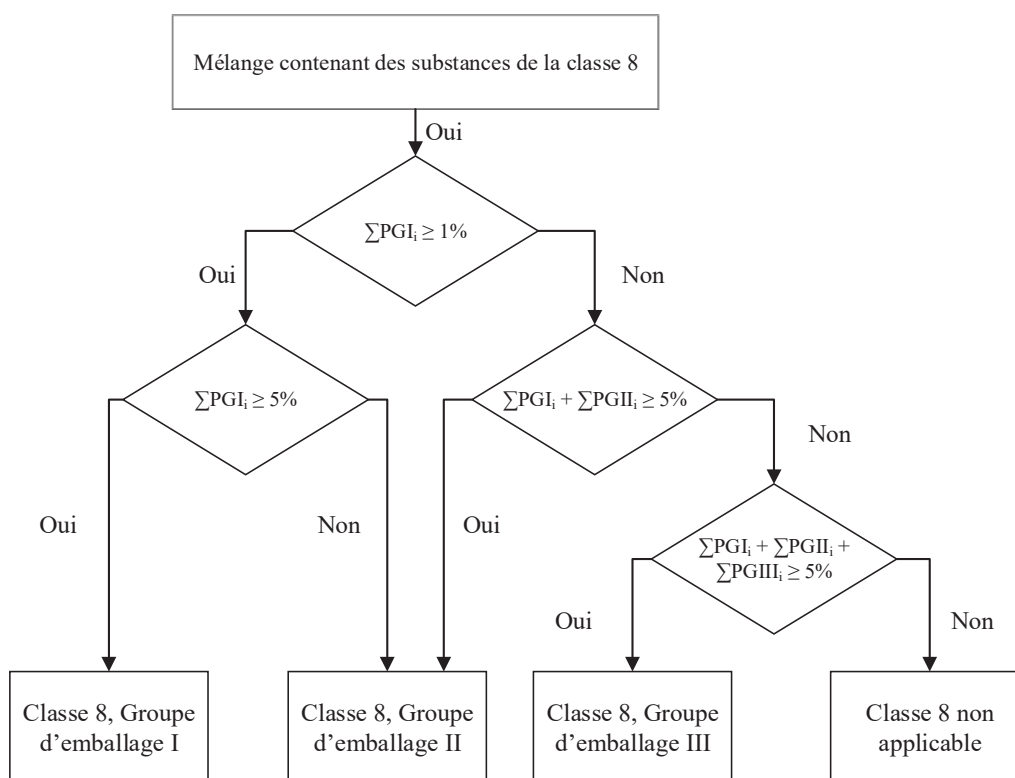 Mélange contenant des substances de la classe 8
Oui
∑PGIᵢ ≥ 1%
Oui
Non
∑PGIᵢ ≥ 5%
∑PGIᵢ + ∑PGIIᵢ ≥ 5%
Non
Oui
Non
Oui
∑PGIᵢ + ∑PGIIᵢ +
∑PGIIIᵢ ≥ 5%
Oui
Non
Classe 8, Groupe
d’emballage I
Classe 8, Groupe
d’emballage II
Classe 8, Groupe
d’emballage III
Classe 8 non
applicable